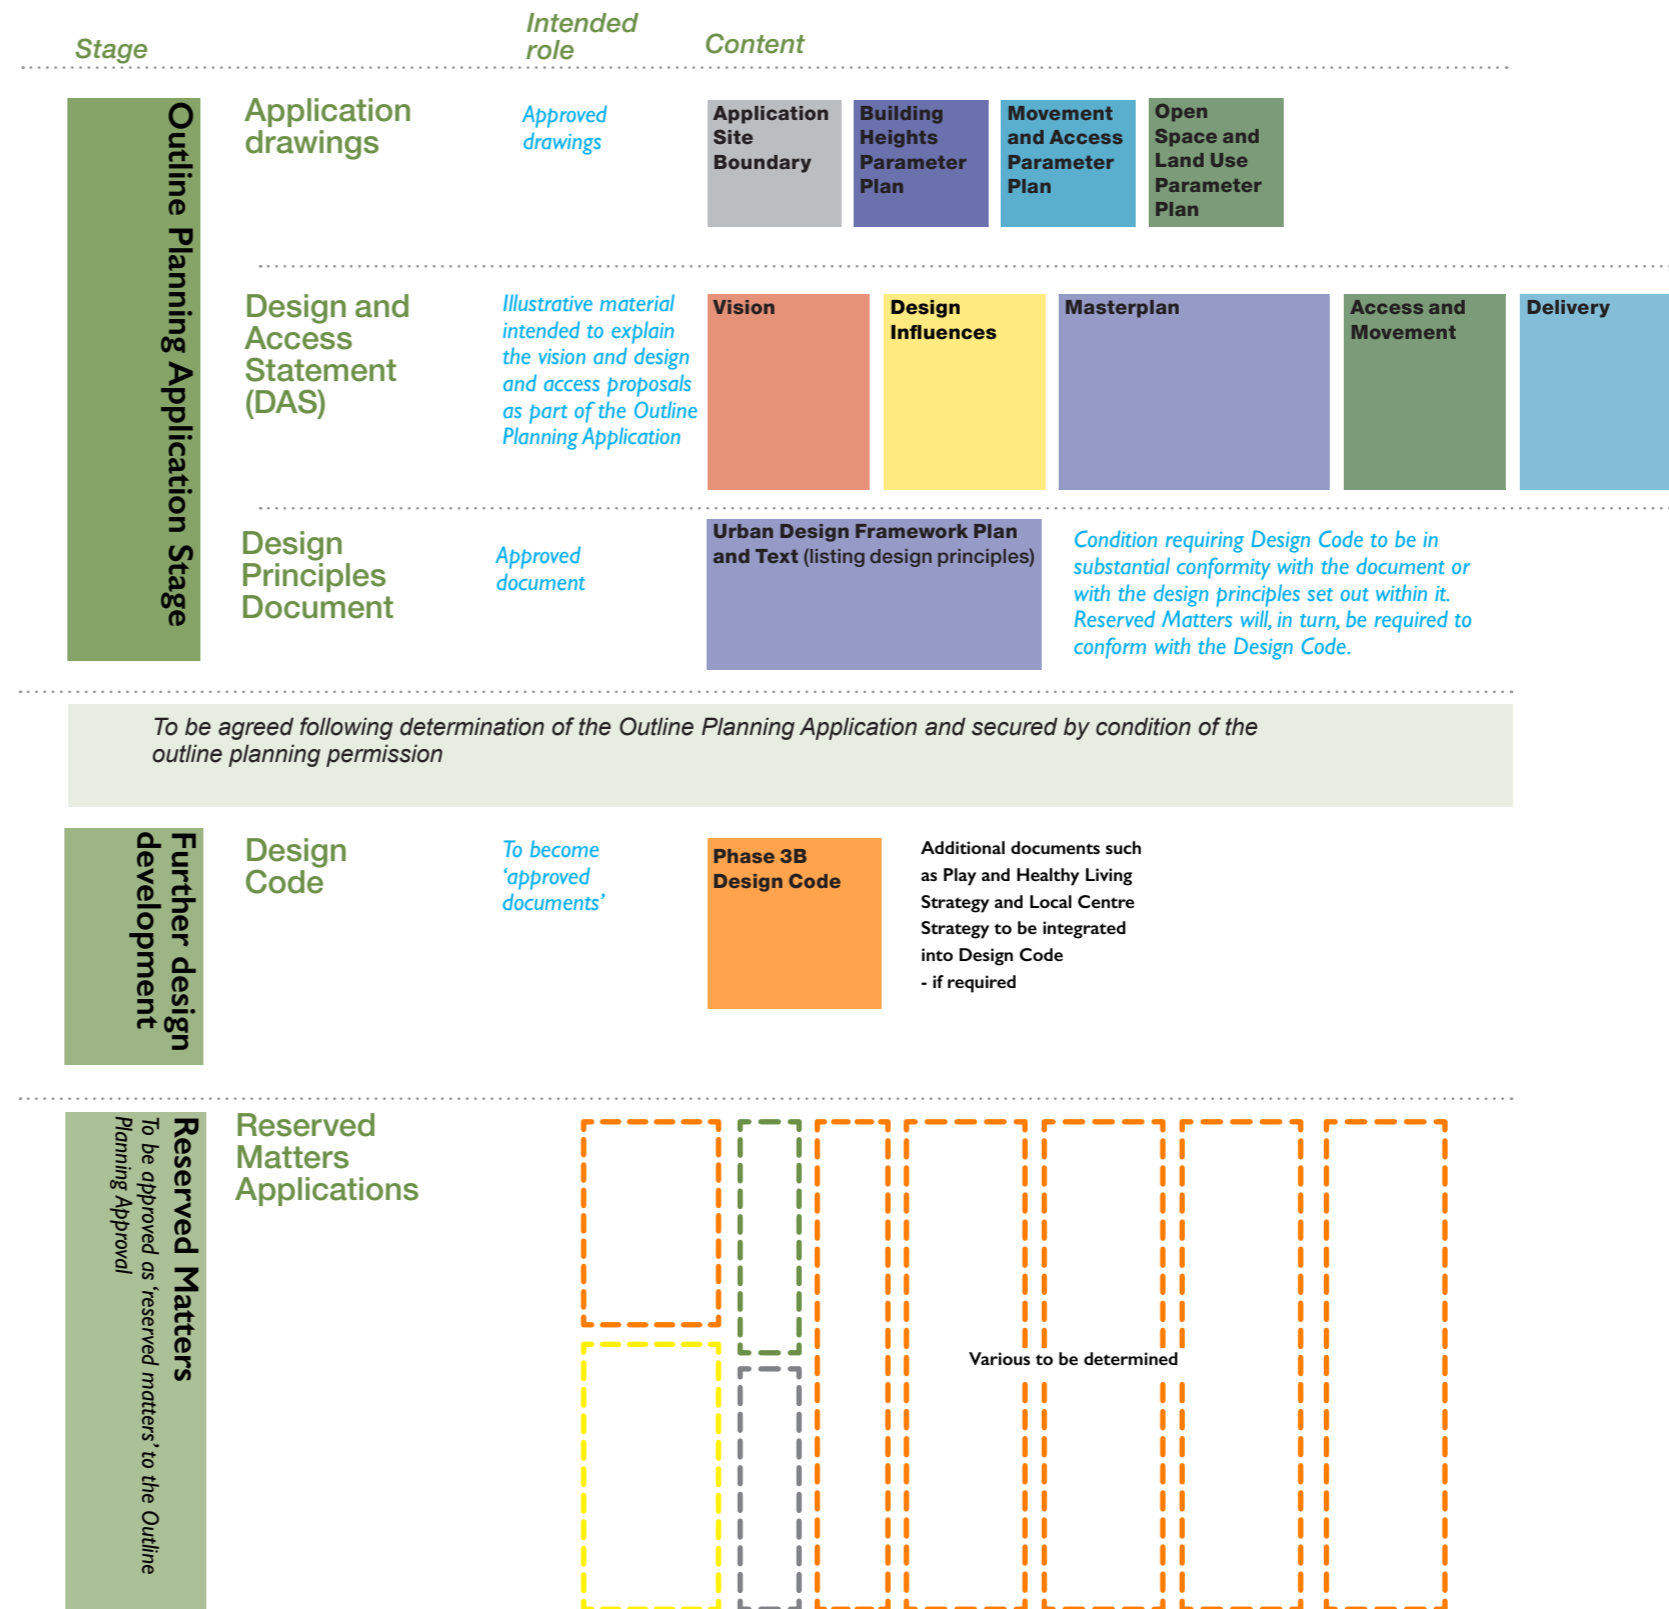 Stage
Intended
role
Content
Outline Planning Application Stage
Application
drawings
Approved
drawings
Application
Site
Boundary
Building
Heights
Parameter
Plan
Movement
and Access
Parameter
Plan
Open
Space and
Land Use
Parameter
Plan
Design and
Access
Statement
(DAS)
Illustrative material
intended to explain
the vision and design
and access proposals
as part of the Outline
Planning Application
Vision
Design
Influences
Masterplan
Access and
Movement
Delivery
Design
Principles
Document
Approved
document
Urban Design Framework Plan
and Text (listing design principles)
Condition requiring Design Code to be in
substantial conformity with the document or
with the design principles set out within it.
Reserved Matters will, in turn, be required to
conform with the Design Code.
To be agreed following determination of the Outline Planning Application and secured by condition of the
outline planning permission
Further design
development
Design
Code
To become
‘approved
documents’
Phase 3B
Design Code
Additional documents such
as Play and Healthy Living
Strategy and Local Centre
Strategy to be integrated
into Design Code
- if required
Reserved Matters
To be approved as ‘reserved matters’ to the Outline
Planning Approval
Reserved
Matters
Applications
Various to be determined